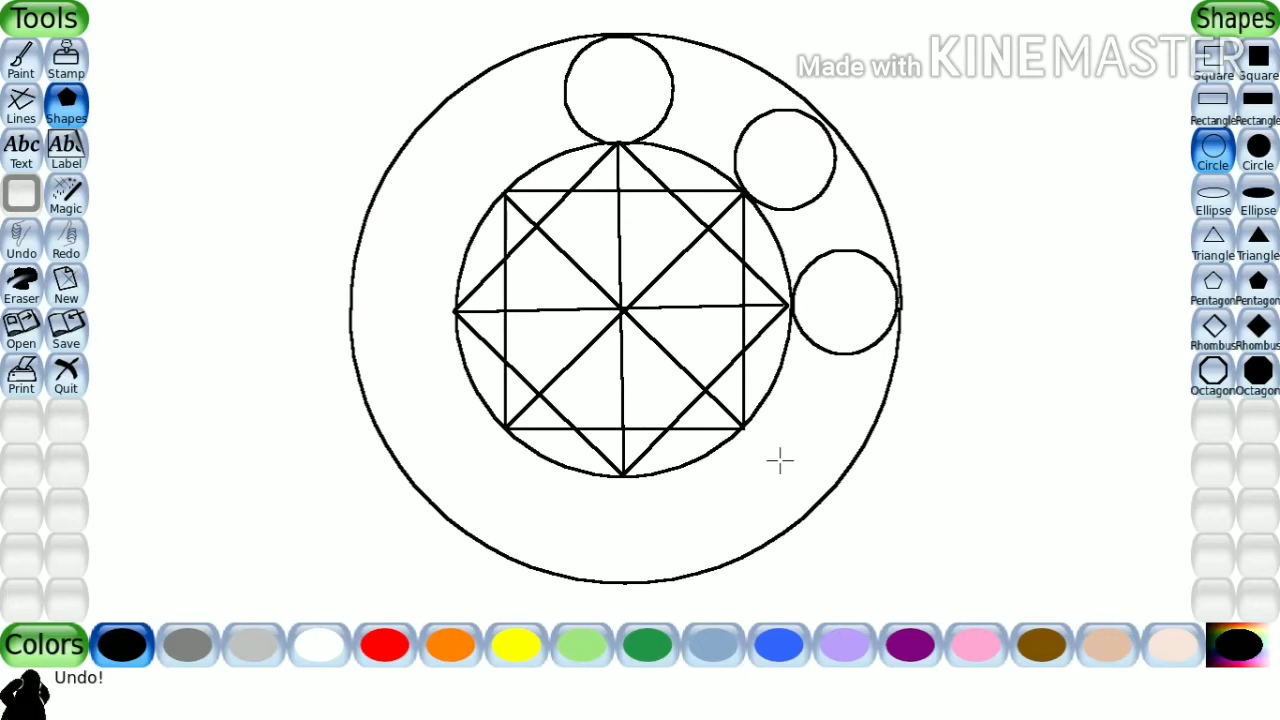 Tools
Shapes
Made with KINEMASTER
Paint
Stamp
Square
Square
Lines
Shapes
Rectangle
Rectangle
Abc
Abc
Text
Label
Circle
Circle
Magic
Ellipse
Ellipse
Undo
Redo
Triangle
Triangle
Eraser
New
Pentagon
Pentagon
Open
Save
Rhombus
Rhombus
Print
Quit
Octagon
Octagon
Colors
Undo!